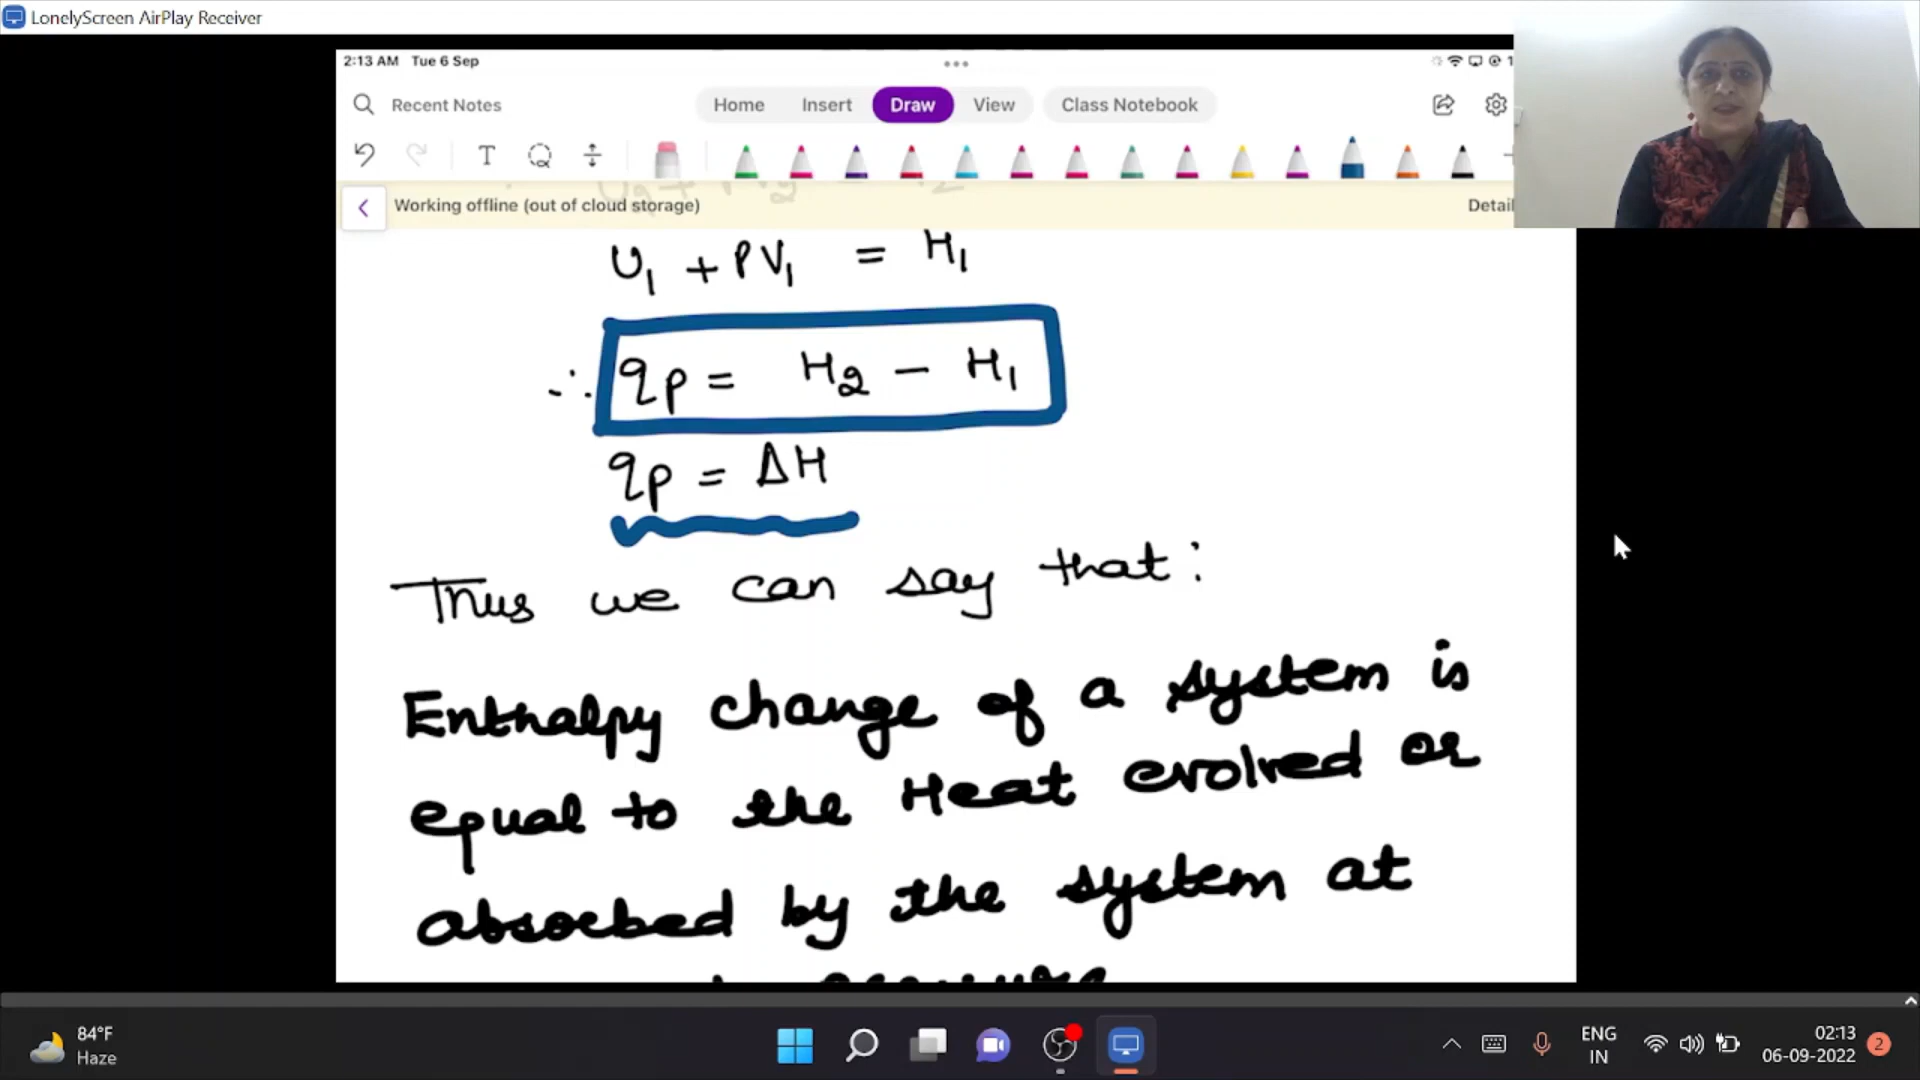 LonelyScreen AirPlay Receiver
2:13 AM Tue 6 Sep
Recent Notes Home Insert Draw View Class Notebook
T
Working offline (out of cloud storage) Detail
U₁ + PV₁ = H₁
∴ qp = H₂ - H₁
qp = ΔH
Thus we can say that:
Enthalpy change of a system is
equal to the Heat evolved or
absorbed by the system at
84°F
Haze
ENG
IN
02:13
06-09-2022
2